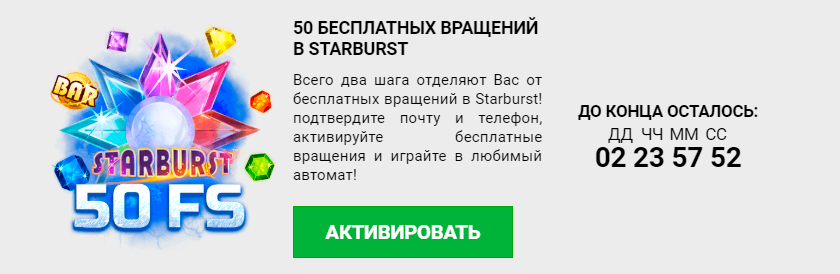 BAR
STARBURST
50 FS
50 БЕСПЛАТНЫХ ВРАЩЕНИЙ
В STARBURST
Всего два шага отделяют Вас от
бесплатных вращений в Starburst!
подтвердите почту и телефон,
активируйте бесплатные
вращения и играйте в любимый
автомат!
АКТИВИРОВАТЬ
ДО КОНЦА ОСТАЛОСЬ:
ДД ЧЧ ММ СС
02 23 57 52